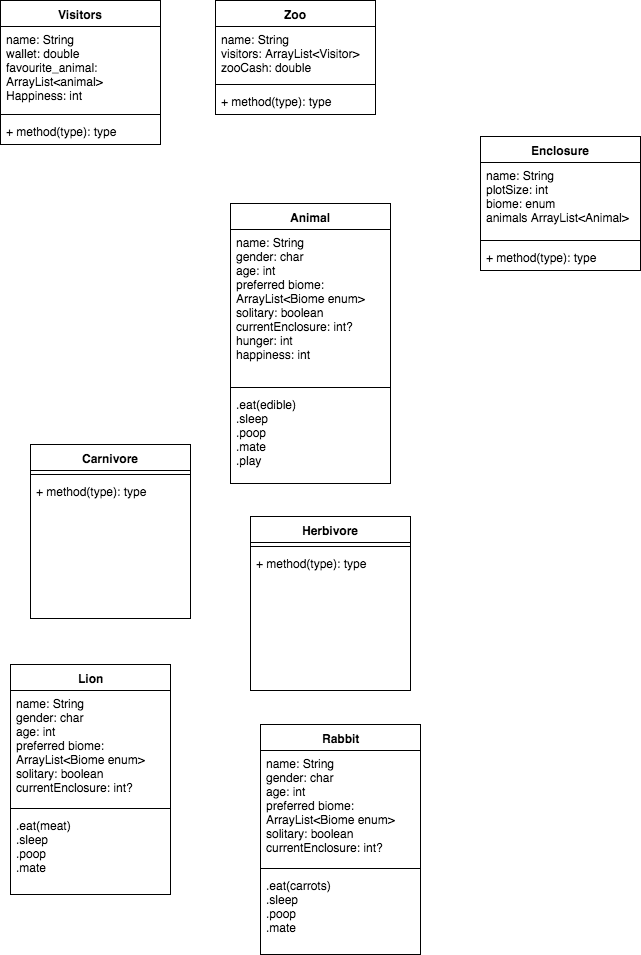 Visitors
name: String
wallet: double
favourite_animal:
ArrayList<animal>
Happiness: int
+ method(type): type
Zoo
name: String
visitors: ArrayList<Visitor>
zooCash: double
+ method(type): type
Enclosure
name: String
plotSize: int
biome: enum
animals ArrayList<Animal>
+ method(type): type
Animal
name: String
gender: char
age: int
preferred biome:
ArrayList<Biome enum>
solitary: boolean
currentEnclosure: int?
hunger: int
happiness: int
.eat(edible)
.sleep
.poop
.mate
.play
Carnivore
+ method(type): type
Herbivore
+ method(type): type
Lion
name: String
gender: char
age: int
preferred biome:
ArrayList<Biome enum>
solitary: boolean
currentEnclosure: int?
.eat(meat)
.sleep
.poop
.mate
Rabbit
name: String
gender: char
age: int
preferred biome:
ArrayList<Biome enum>
solitary: boolean
currentEnclosure: int?
.eat(carrots)
.sleep
.poop
.mate